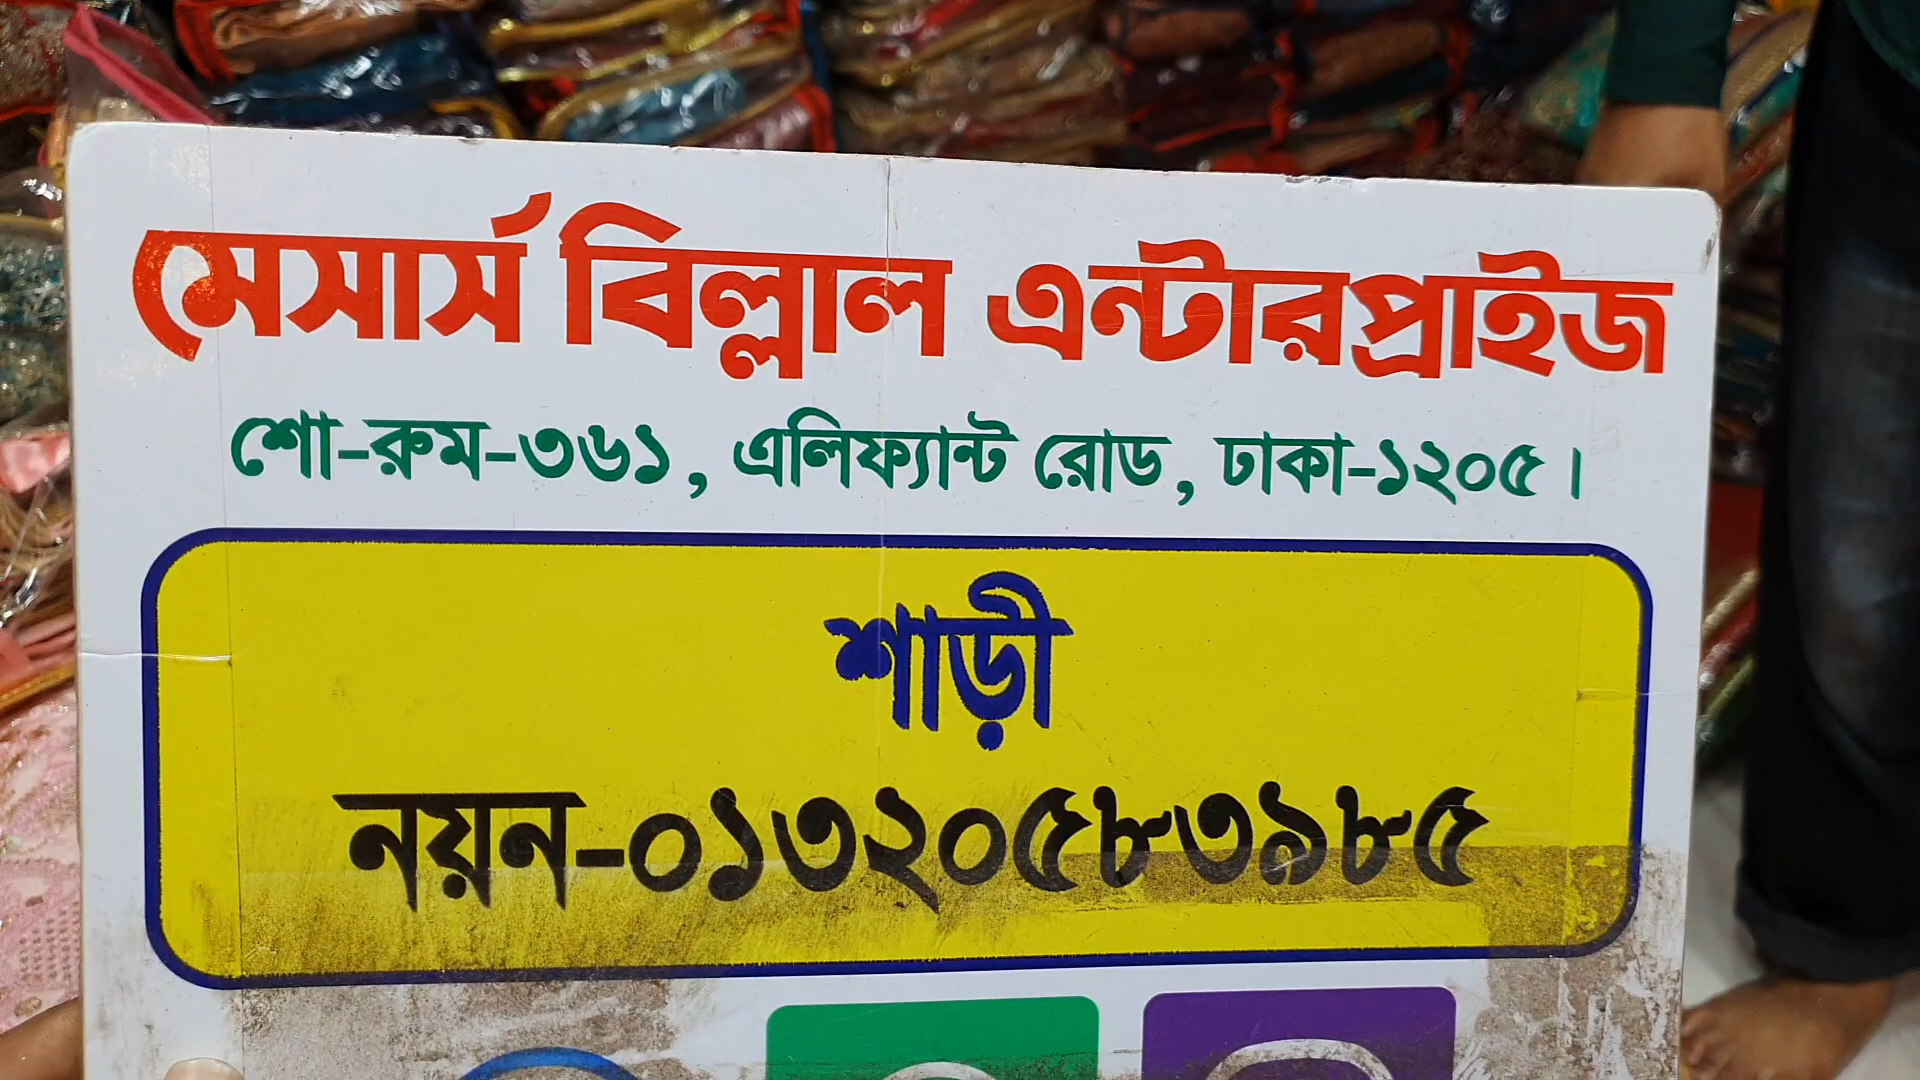 মেসার্স বিল্লাল এন্টারপ্রাইজ
শো-রুম-৩৬১, এলিফ্যান্ট রোড, ঢাকা-১২০৫।
শাড়ী
নয়ন-০১৩২০৫৮৩৯৮৫